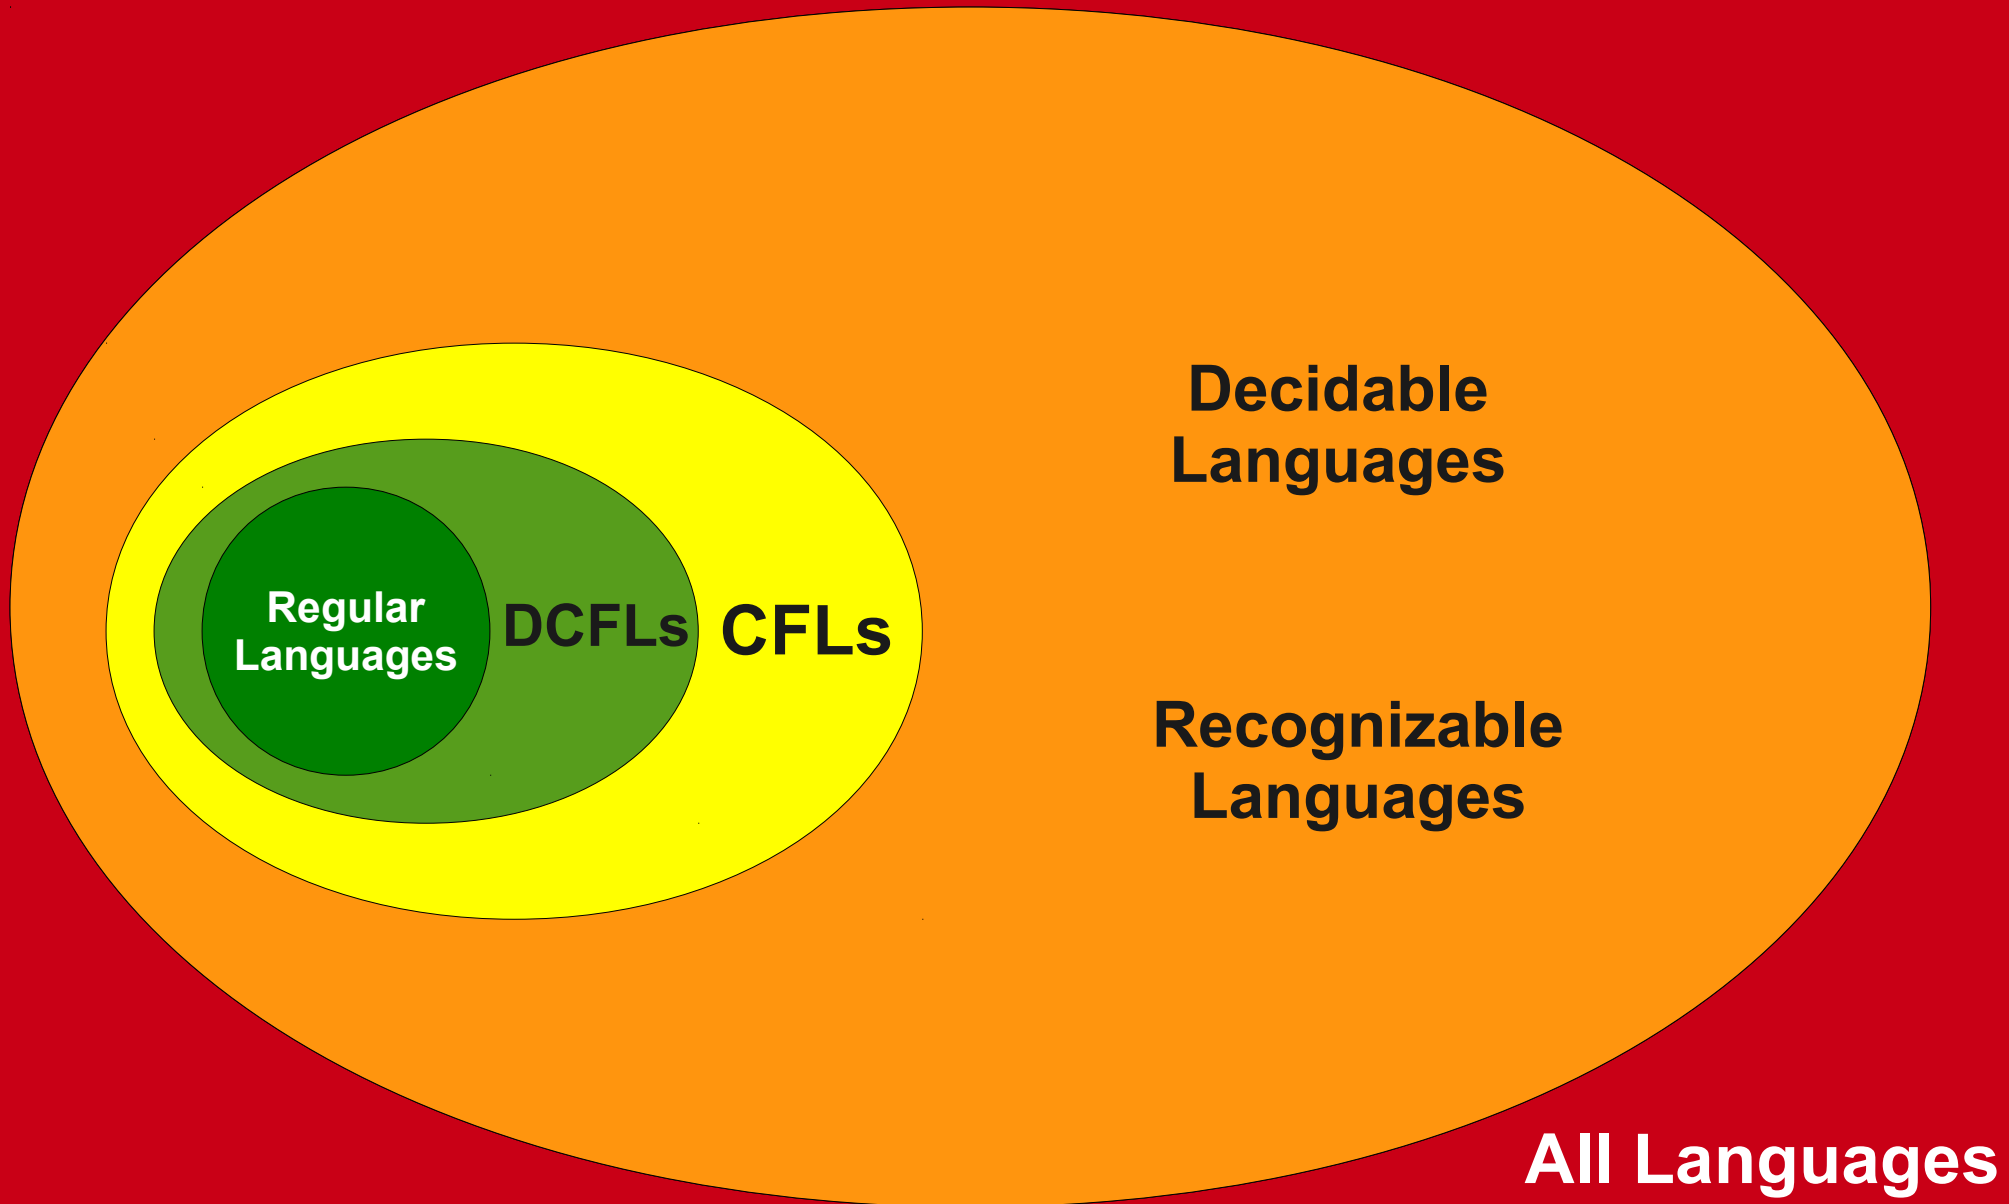 Decidable
Languages
Regular
Languages
DCFLs
CFLs
Recognizable
Languages
All Languages